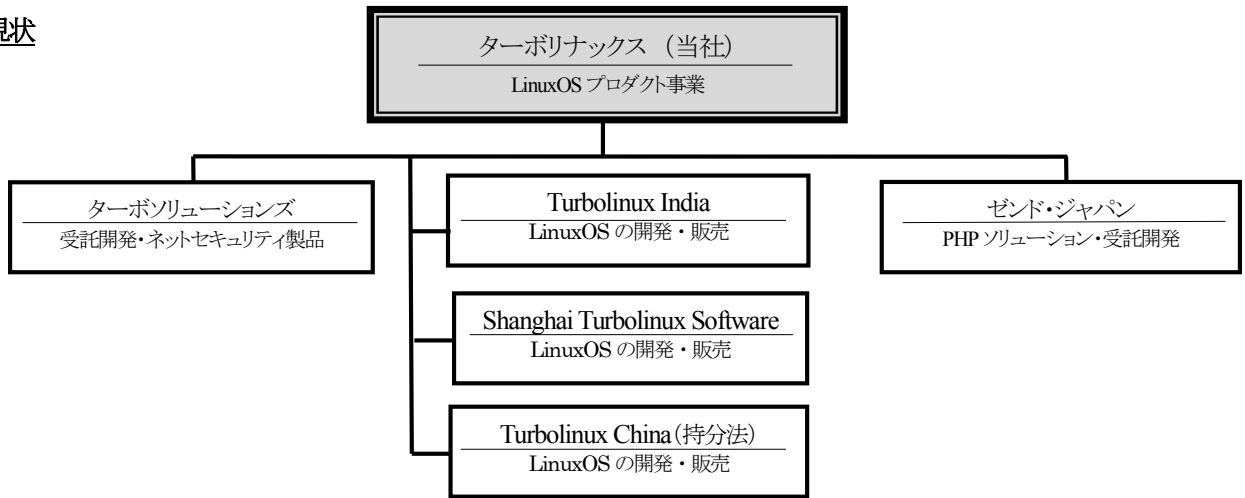 現状
ターボリナックス (当社)
LinuxOS プロダクト事業
ターボソリューションズ
受託開発・ネットセキュリティ製品
Turbolinux India
LinuxOS の開発・販売
ゼンド・ジャパン
PHP ソリューション・受託開発
Shanghai Turbolinux Software
LinuxOS の開発・販売
Turbolinux China(持分法)
LinuxOS の開発・販売